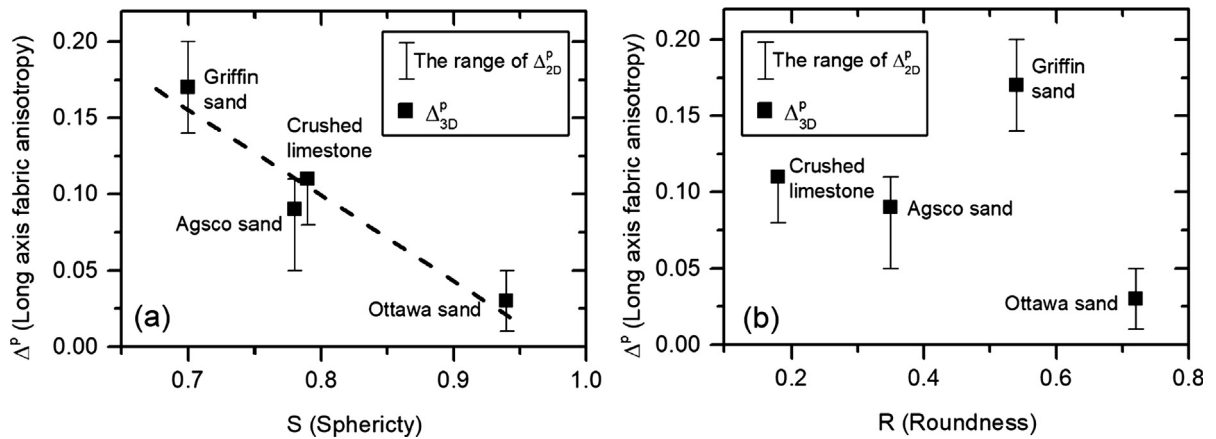 0.20
0.15
0.10
0.05
0.00
Δᵖ (Long axis fabric anisotropy)
The range of Δᵖ₂D
Δᵖ₃D
Griffin
sand
Crushed
limestone
Agsco sand
Ottawa sand
(a)
0.7 0.8 0.9 1.0
S (Sphericty)
0.20
0.15
0.10
0.05
0.00
Δᵖ (Long axis fabric anisotropy)
The range of Δᵖ₂D
Δᵖ₃D
Griffin
sand
Crushed
limestone
Agsco sand
Ottawa sand
(b)
0.2 0.4 0.6 0.8
R (Roundness)